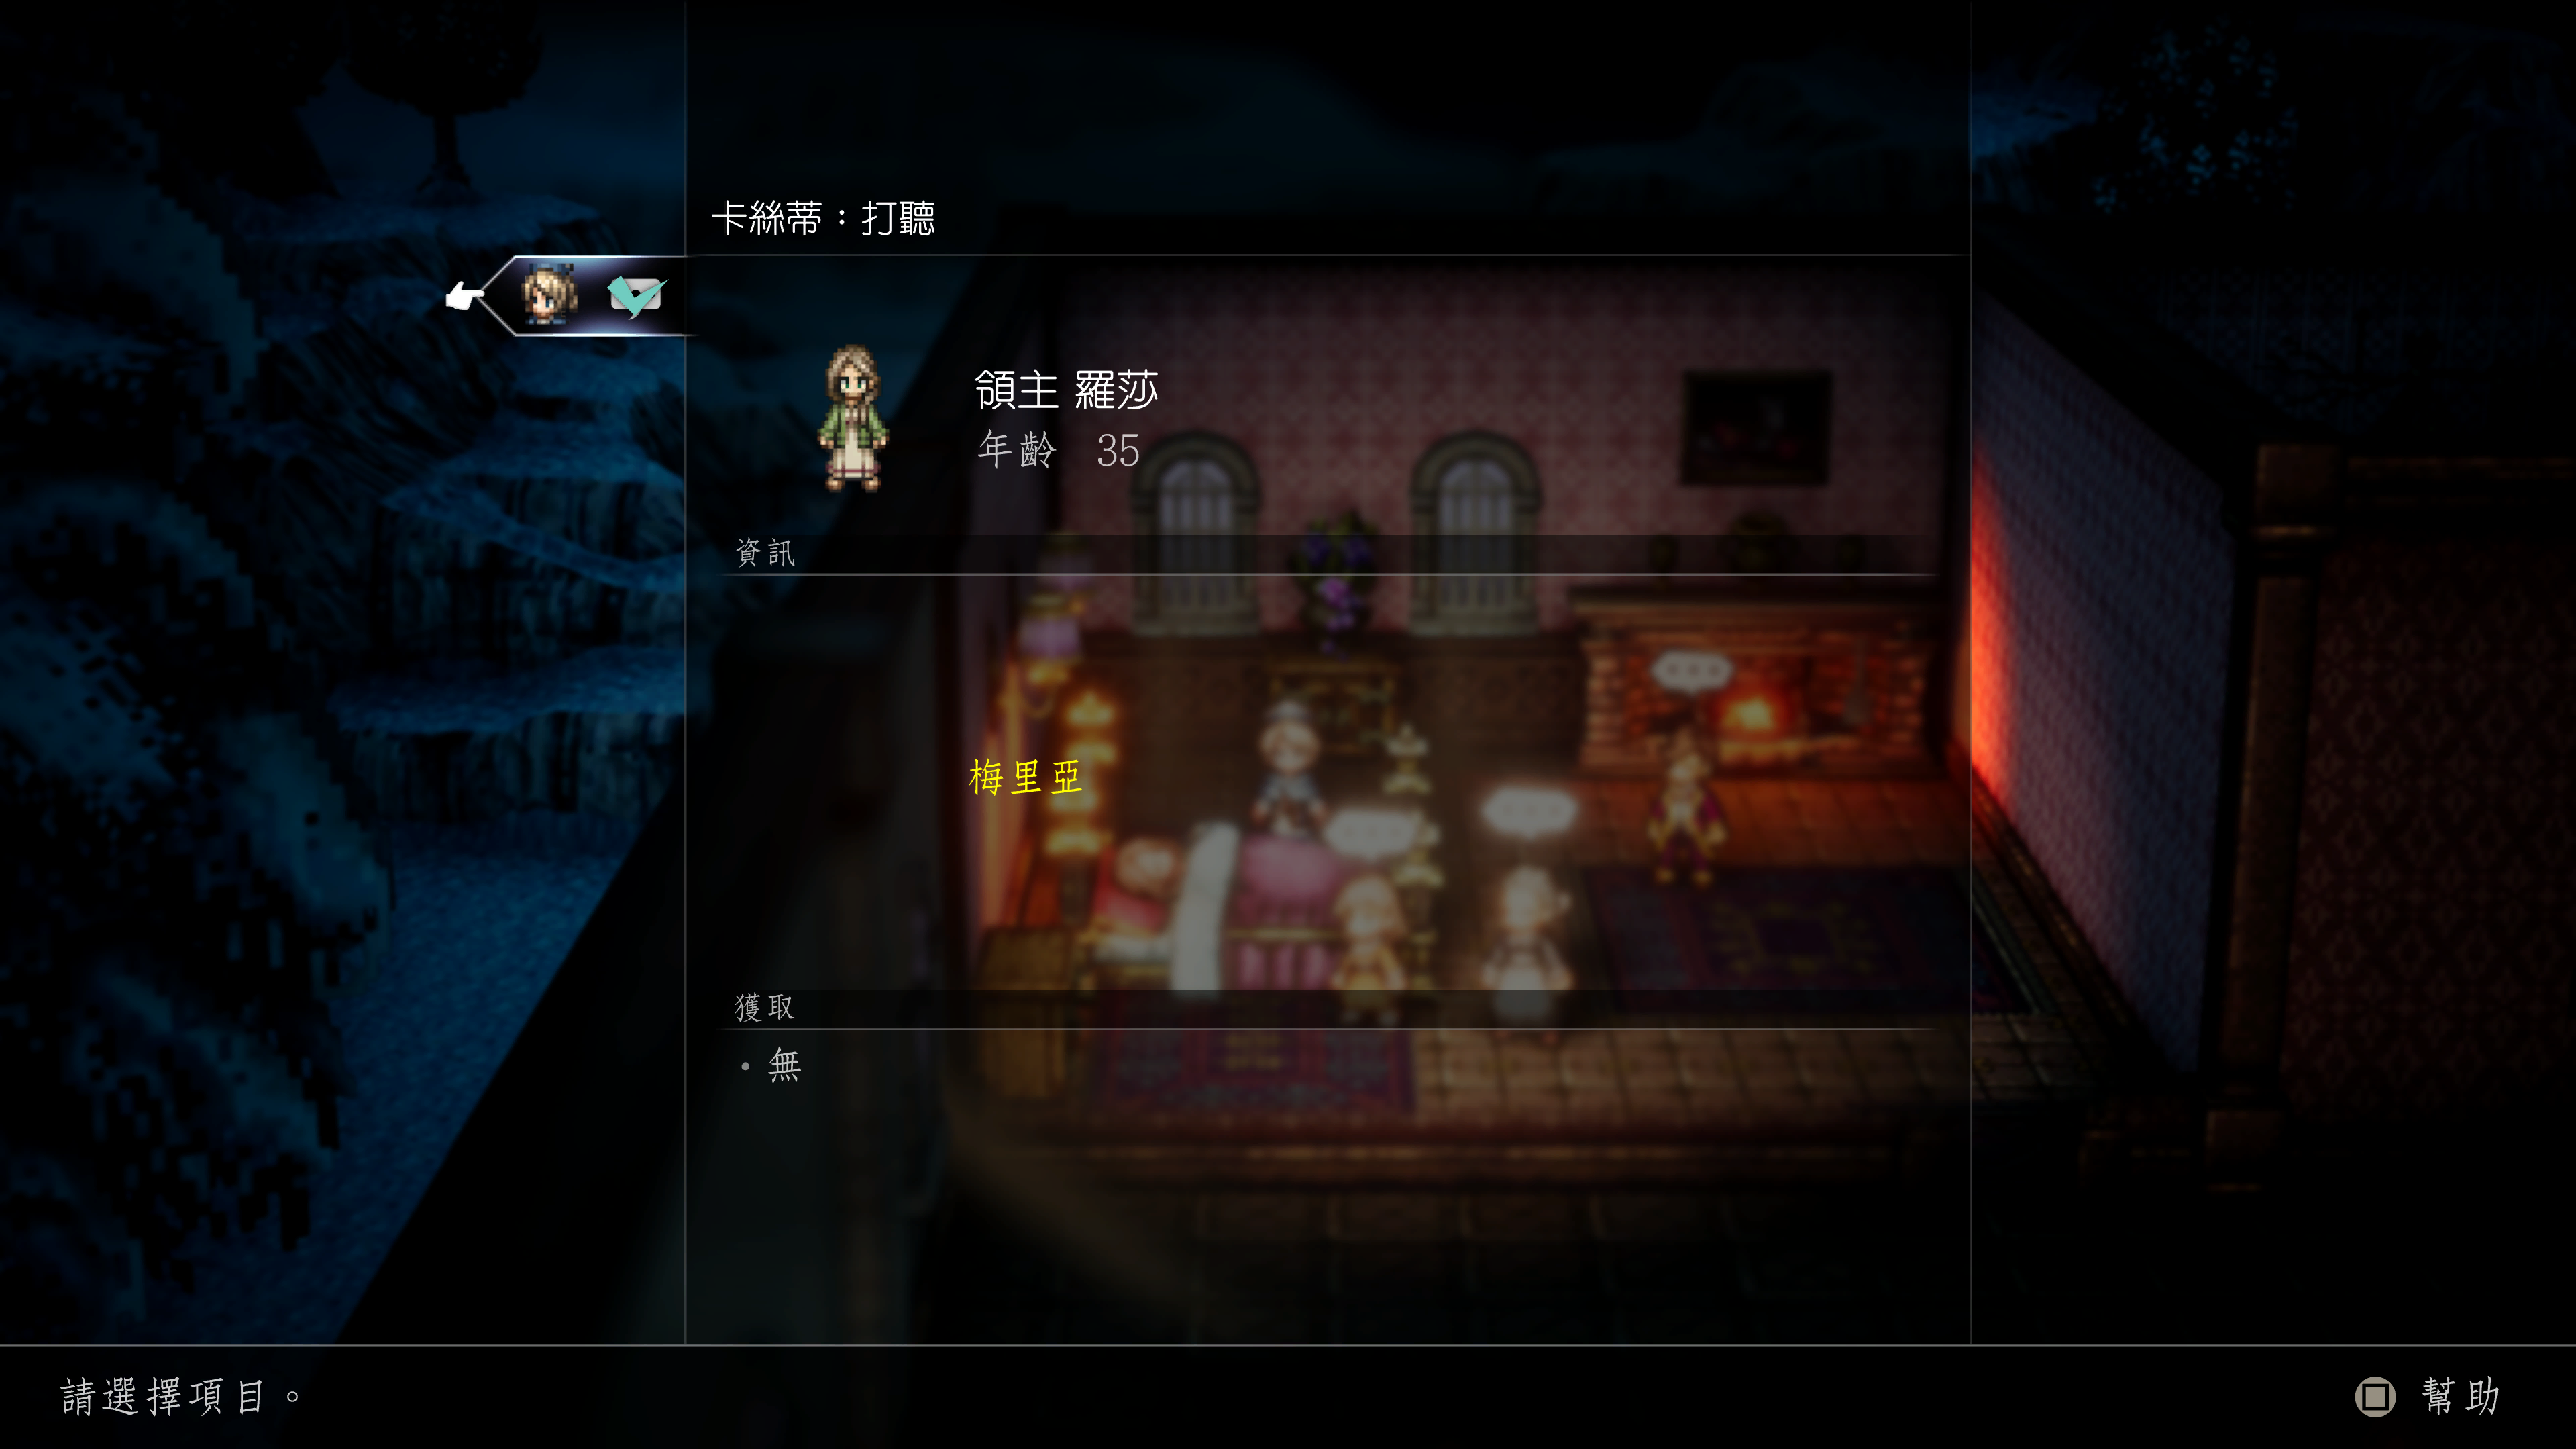 卡絲蒂：打聽
領主 羅莎
年齡 35
資訊
梅里亞
獲取
・無
請選擇項目。
幫助